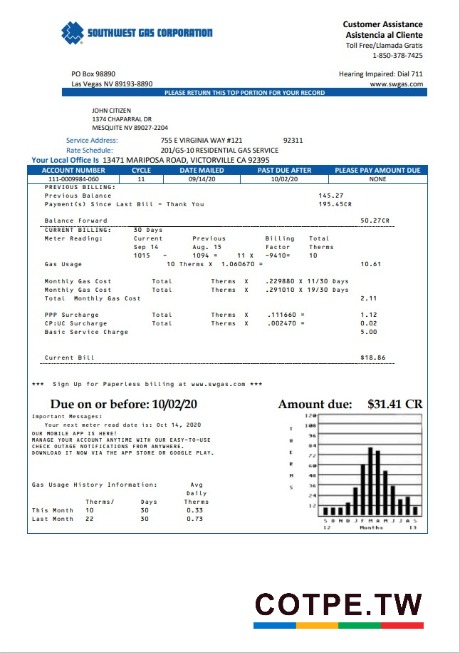 SOUTHWEST GAS CORPORATION
Customer Assistance
Asistencia al Cliente
Toll Free/Llamada Gratis
1-850-378-7425
PO Box 98890
Las Vegas NV 89193-8890
Hearing Impaired: Dial 711
www.swgas.com
PLEASE RETURN THIS TOP PORTION FOR YOUR RECORD
JOHN CITIZEN
1374 CHAPARRAL DR
MESQUITE NV 89027-2204
Service Address: 755 E VIRGINIA WAY #121 92311
Rate Schedule: 201/GS-10 RESIDENTIAL GAS SERVICE
Your Local Office Is 13471 MARIPOSA ROAD, VICTORVILLE CA 92395
ACCOUNT NUMBER CYCLE DATE MAILED PAST DUE AFTER PLEASE PAY AMOUNT DUE
111-0009984-060 11 09/14/20 10/02/20 NONE
PREVIOUS BILLING:
Previous Balance 145.27
Payment(s) Since Last Bill - Thank You 195.45CR
Balance Forward 50.27CR
CURRENT BILLING: 30 Days
Meter Reading: Current Previous Billing Total
Sep 14 Aug. 15 Factor Therms
1015 - 1094 = 11 X -9410= 10
Gas Usage 10 Therms X 1.060670 = 10.61
Monthly Gas Cost Total Therms X .229880 X 11/30 Days
Monthly Gas Cost Total Therms X .291010 X 19/30 Days
Total Monthly Gas Cost 2.11
PPP Surcharge Total Therms X .111660 = 1.12
CP:UC Surcharge Total Therms X .002470 = 0.02
Basic Service Charge 5.00
Current Bill $18.86
*** Sign Up for Paperless billing at www.swgas.com ***
Due on or before: 10/02/20 Amount due: $31.41 CR
Important Messages:
Your next meter read date is: Oct 14, 2020
OUR MOBILE APP IS HERE!
MANAGE YOUR ACCOUNT ANYTIME WITH OUR EASY-TO-USE
CHECK OUTAGE NOTIFICATIONS FROM ANYWHERE.
DOWNLOAD IT NOW VIA THE APP STORE OR GOOGLE PLAY.
Gas Usage History Information: Avg
Daily
Therms/ Days Therms
This Month 10 30 0.33
Last Month 22 30 0.73
T
H
E
R
M
S
120
108
96
84
72
60
48
36
24
12
S O N D J F M A M J J A S
12 Months 13
COTPE.TW